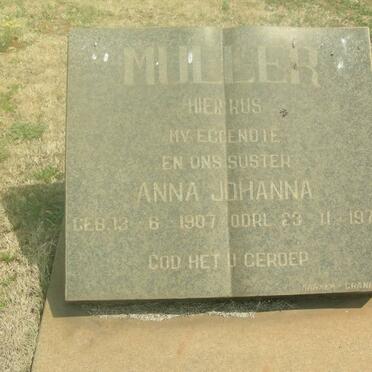 MULLER
HIER RUS
MY EGGENOTE
EN ONS SUSTER
ANNA JOHANNA
GEB. 13 - 6 - 1907 OORL. 23 - 11 - 197
GOD HET U GEROEP